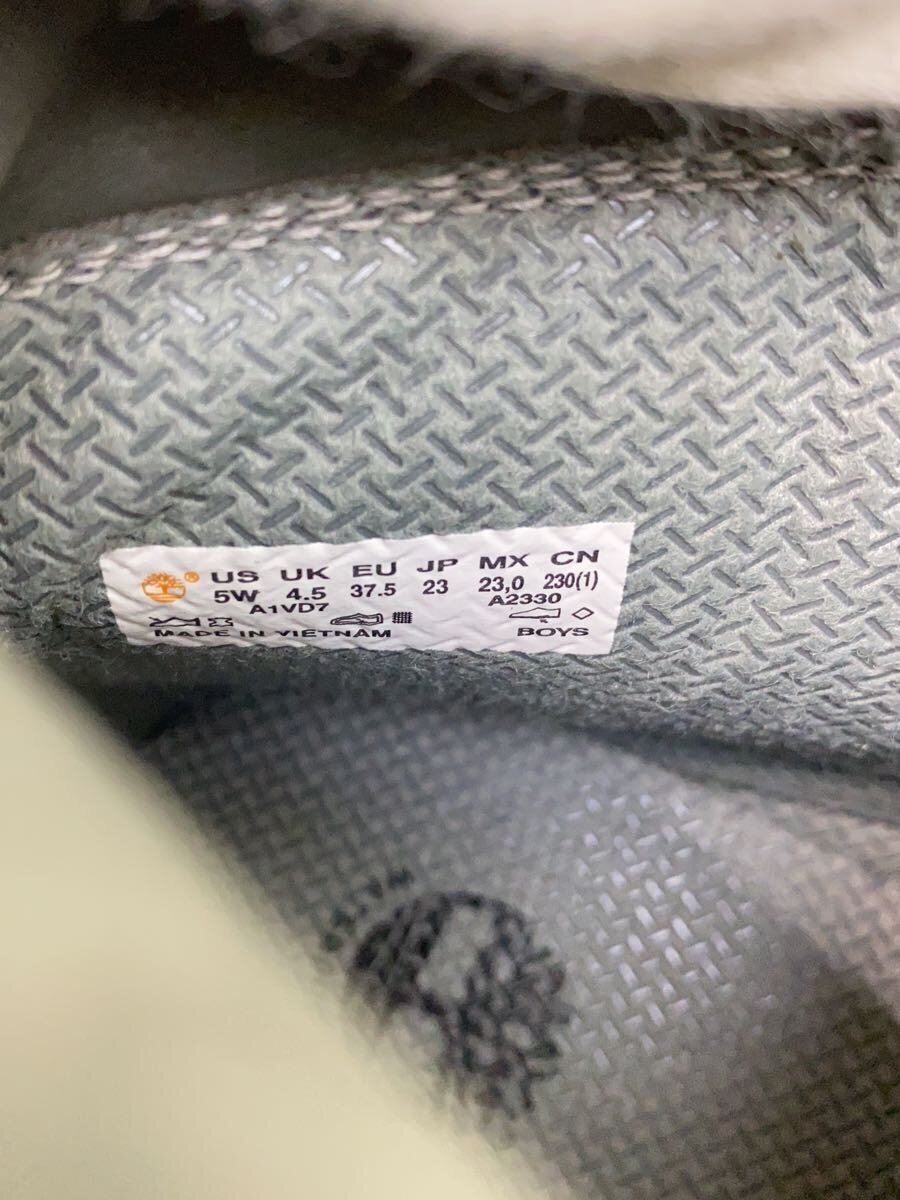 ® US UK EU JP MX CN
5W 4.5 37.5 23 23,0 230(1)
A1VD7 A2330
MADE IN VIETNAM BOYS